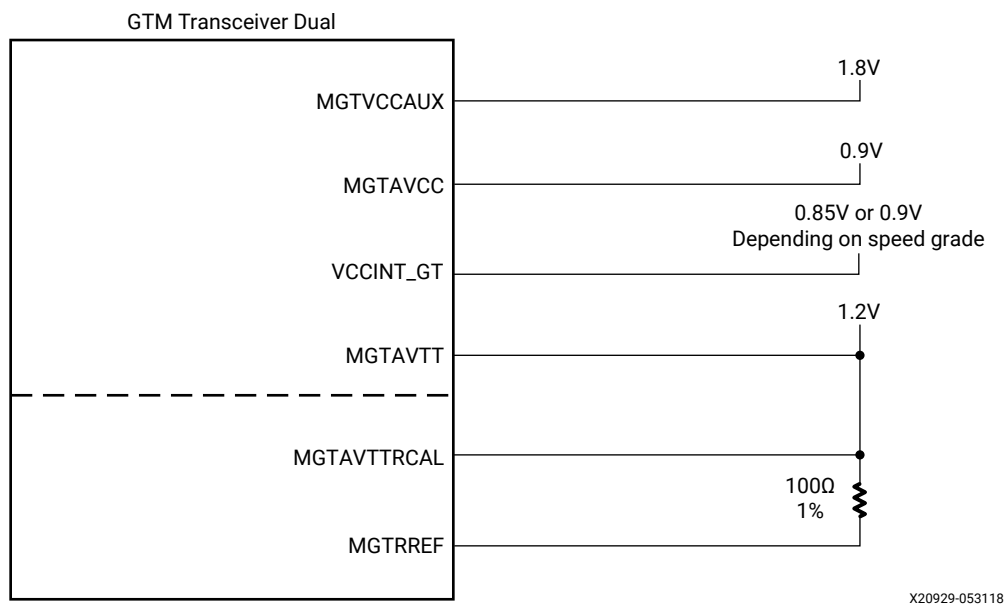 GTM Transceiver Dual
1.8V
MGTVCCAUX
0.9V
MGTAVCC
0.85V or 0.9V
Depending on speed grade
VCCINT_GT
1.2V
MGTAVTT
MGTAVTTRCAL
100Ω
1%
MGTRREF
X20929-053118